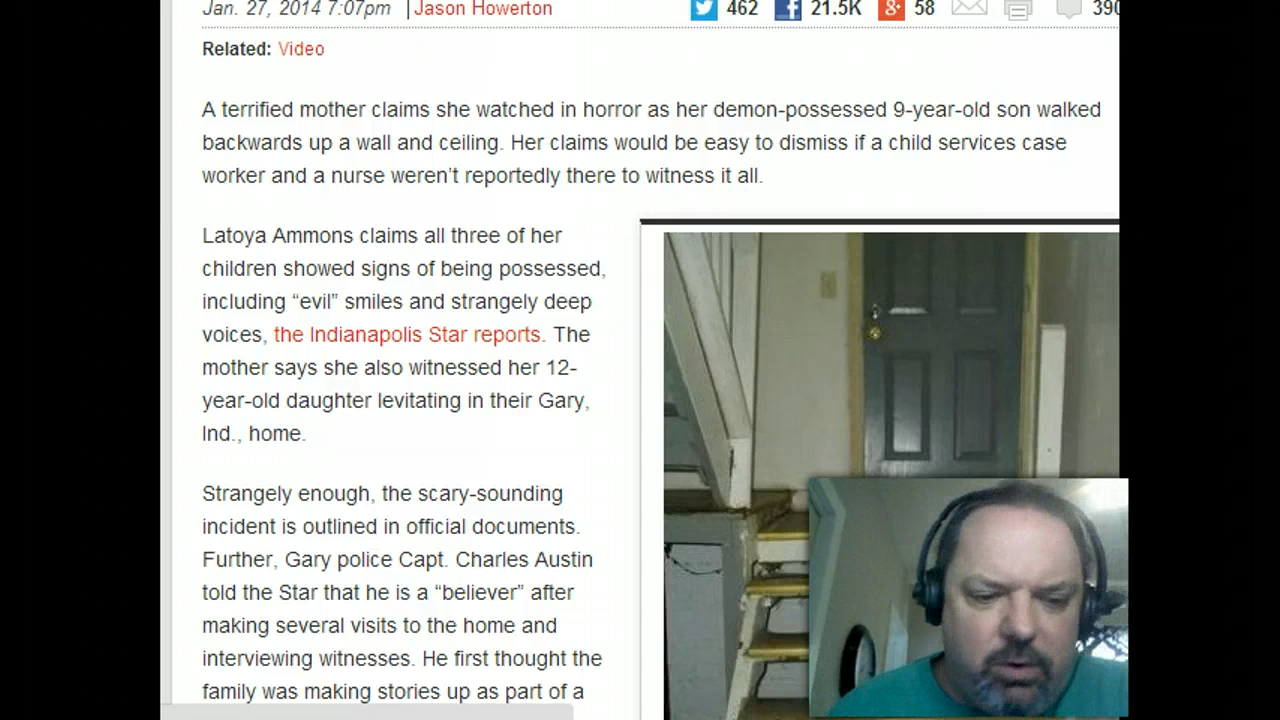 Jan. 27, 2014 7:07pm | Jason Howerton 462 21.5K 8+ 58 390
Related: Video
A terrified mother claims she watched in horror as her demon-possessed 9-year-old son walked
backwards up a wall and ceiling. Her claims would be easy to dismiss if a child services case
worker and a nurse weren’t reportedly there to witness it all.
Latoya Ammons claims all three of her
children showed signs of being possessed,
including “evil” smiles and strangely deep
voices, the Indianapolis Star reports. The
mother says she also witnessed her 12-
year-old daughter levitating in their Gary,
Ind., home.
Strangely enough, the scary-sounding
incident is outlined in official documents.
Further, Gary police Capt. Charles Austin
told the Star that he is a “believer” after
making several visits to the home and
interviewing witnesses. He first thought the
family was making stories up as part of a